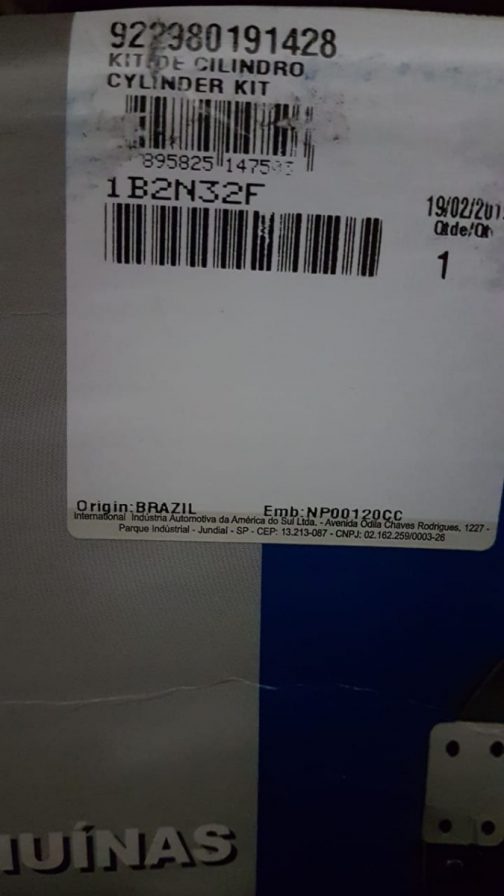 922980191428
KIT DE CILINDRO
CYLINDER KIT
895825 1475
1B2N32F
19/02/201
Qtde/Qt
1
Origin:BRAZIL Emb:NP00120CC
International Indústria Automotiva da América do Sul Ltda. - Avenida Odila Chaves Rodrigues, 1227 -
Parque Indústrial - Jundiaí - SP - CEP: 13.213-087 - CNPJ: 02.162.259/0003-26
UÍNAS